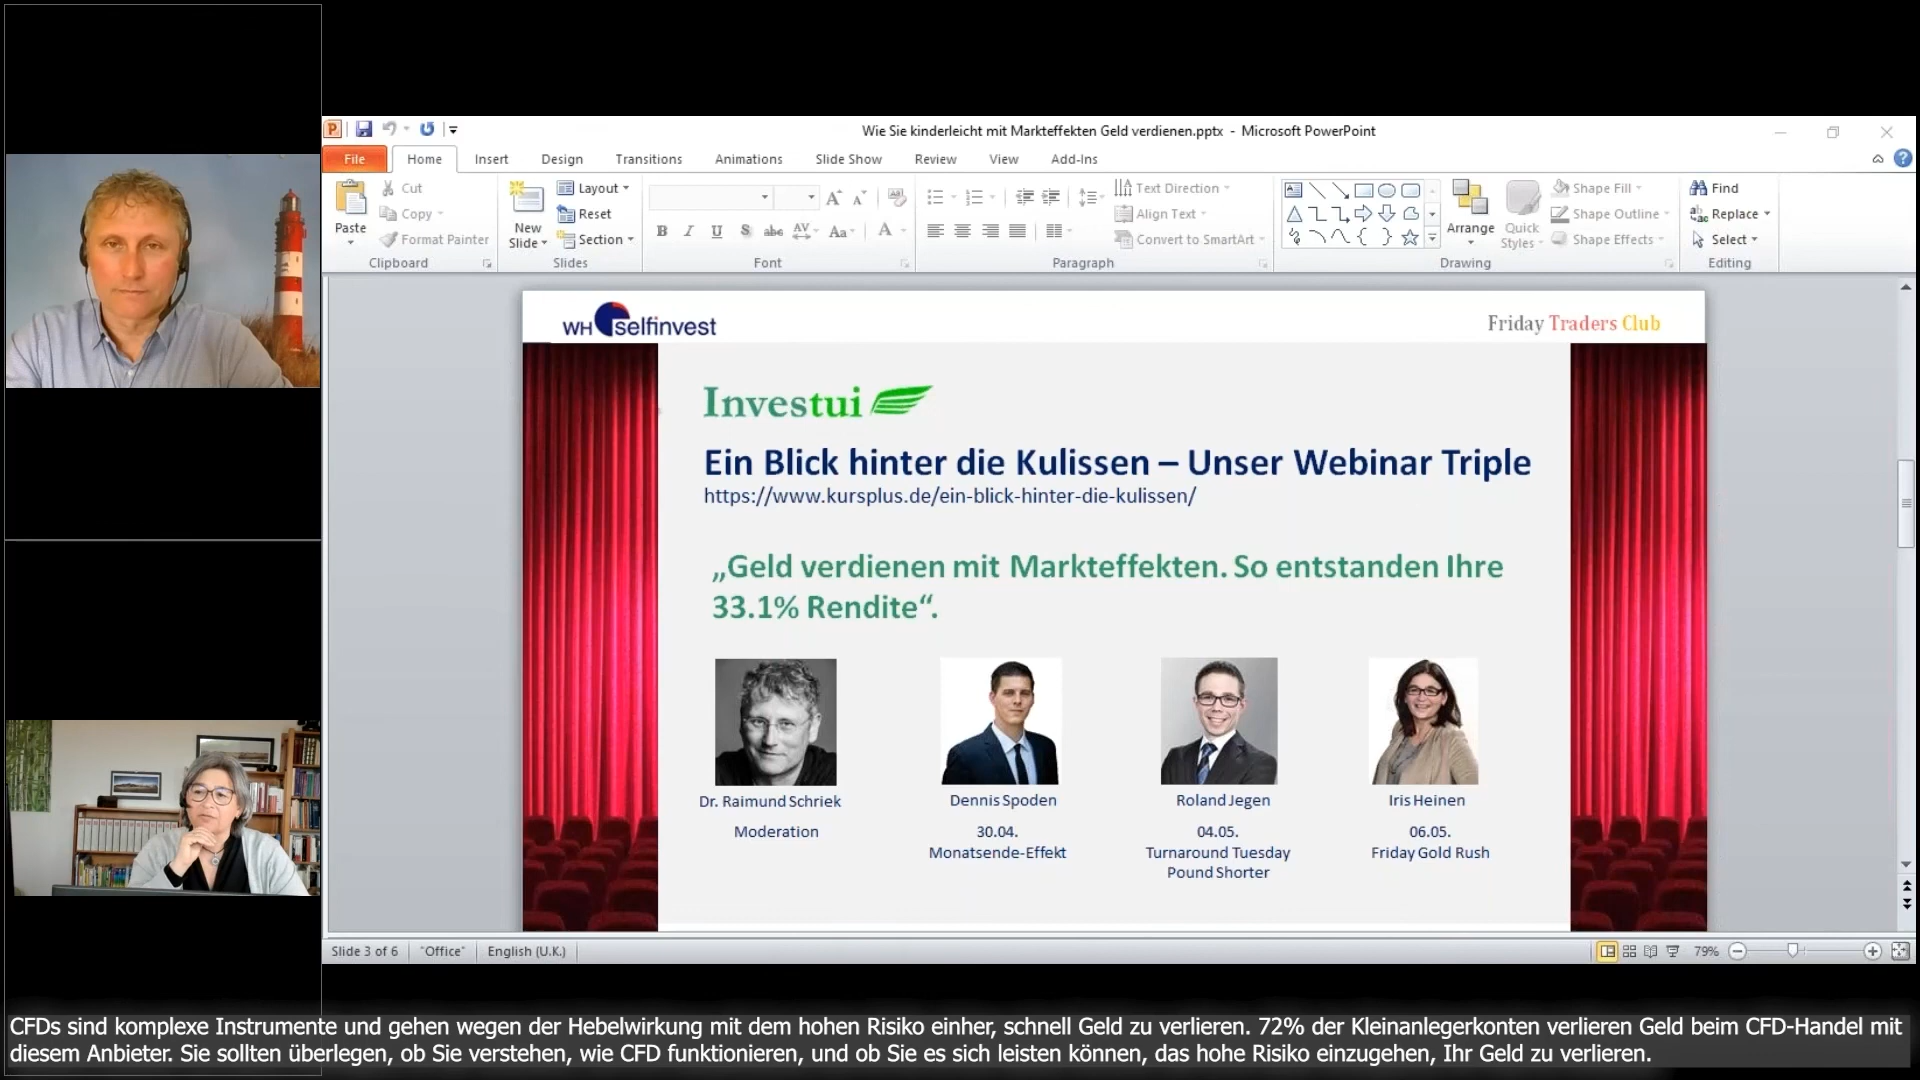 Wie Sie kinderleicht mit Markteffekten Geld verdienen.pptx - Microsoft PowerPoint
File Home Insert Design Transitions Animations Slide Show Review View Add-Ins
Paste
Cut
Copy
Format Painter
Clipboard
New Slide
Layout
Reset
Section
Slides
B I U S abc AV Aa A
Font
Text Direction
Align Text
Convert to SmartArt
Paragraph
Arrange
Quick Styles
Shape Fill
Shape Outline
Shape Effects
Drawing
Find
Replace
Select
Editing
WH selfinvest
Friday Traders Club
Investui
Ein Blick hinter die Kulissen – Unser Webinar Triple
https://www.kursplus.de/ein-blick-hinter-die-kulissen/
„Geld verdienen mit Markteffekten. So entstanden Ihre
33.1% Rendite“.
Dr. Raimund Schriek
Moderation
Dennis Spoden
30.04.
Monatsende-Effekt
Roland Jegen
04.05.
Turnaround Tuesday
Pound Shorter
Iris Heinen
06.05.
Friday Gold Rush
Slide 3 of 6 "Office" English (U.K.) 79%
CFDs sind komplexe Instrumente und gehen wegen der Hebelwirkung mit dem hohen Risiko einher, schnell Geld zu verlieren. 72% der Kleinanlegerkonten verlieren Geld beim CFD-Handel mit
diesem Anbieter. Sie sollten überlegen, ob Sie verstehen, wie CFD funktionieren, und ob Sie es sich leisten können, das hohe Risiko einzugehen, Ihr Geld zu verlieren.